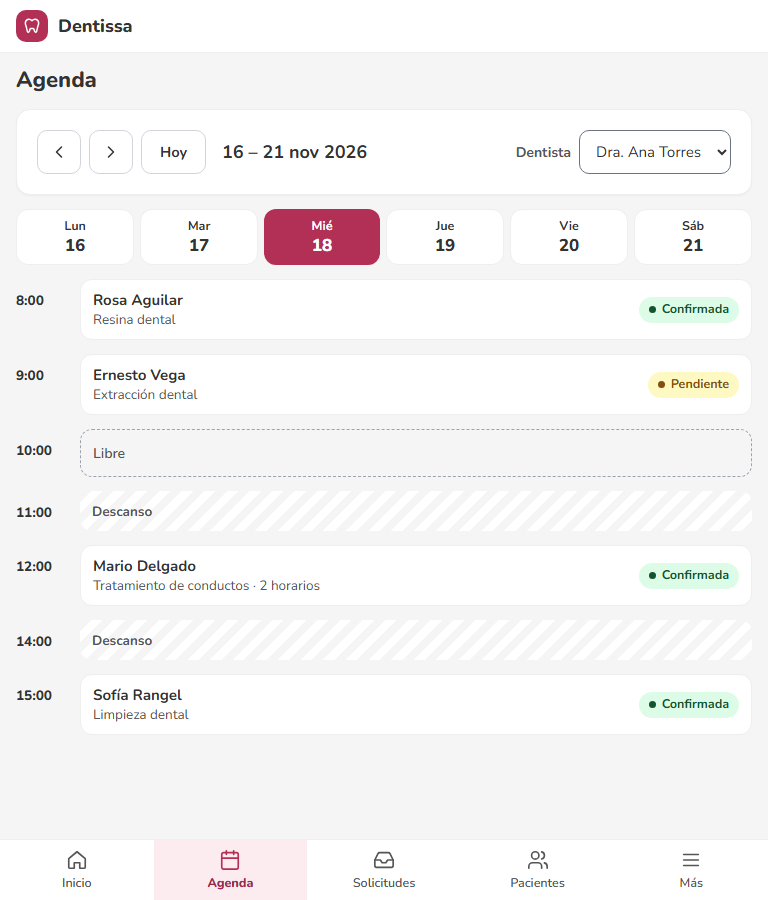 Dentissa
Agenda
Hoy
16 – 21 nov 2026
Dentista
Dra. Ana Torres
Lun
16
Mar
17
Mié
18
Jue
19
Vie
20
Sáb
21
8:00
Rosa Aguilar
Resina dental
Confirmada
9:00
Ernesto Vega
Extracción dental
Pendiente
10:00
Libre
11:00
Descanso
12:00
Mario Delgado
Tratamiento de conductos · 2 horarios
Confirmada
14:00
Descanso
15:00
Sofía Rangel
Limpieza dental
Confirmada
Inicio
Agenda
Solicitudes
Pacientes
Más